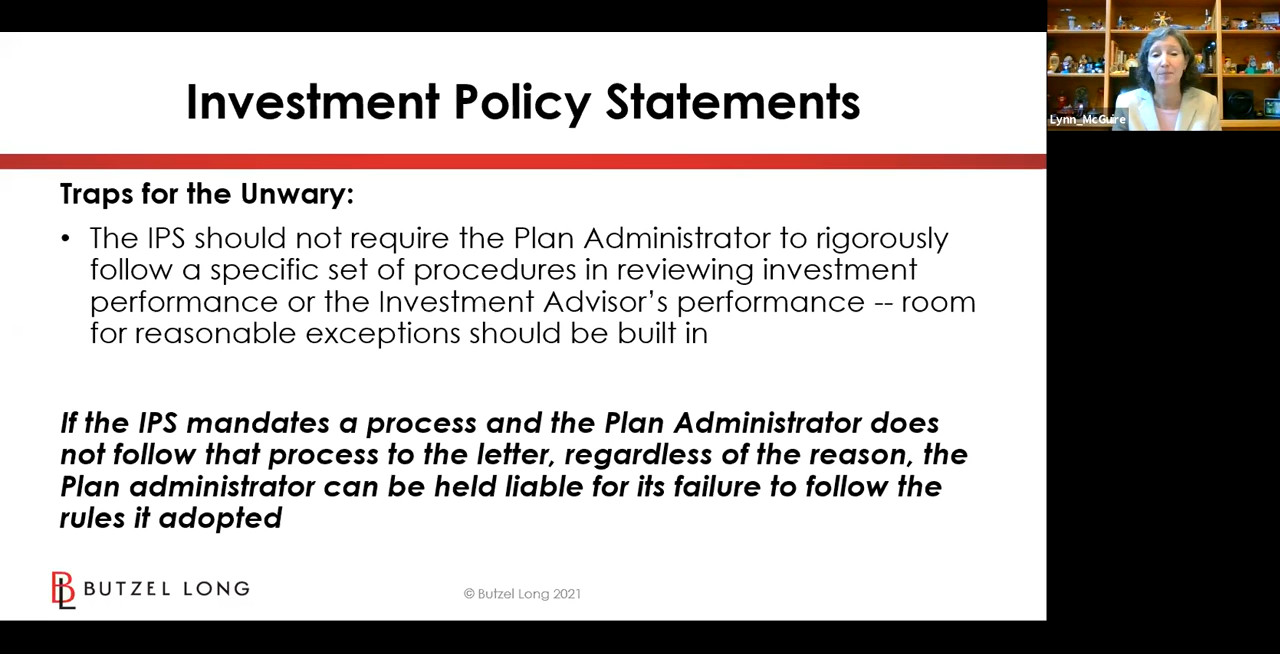 Investment Policy Statements
Lynn_McGuire
Traps for the Unwary:
• The IPS should not require the Plan Administrator to rigorously
follow a specific set of procedures in reviewing investment
performance or the Investment Advisor’s performance -- room
for reasonable exceptions should be built in
If the IPS mandates a process and the Plan Administrator does
not follow that process to the letter, regardless of the reason, the
Plan administrator can be held liable for its failure to follow the
rules it adopted
BL BUTZEL LONG
© Butzel Long 2021